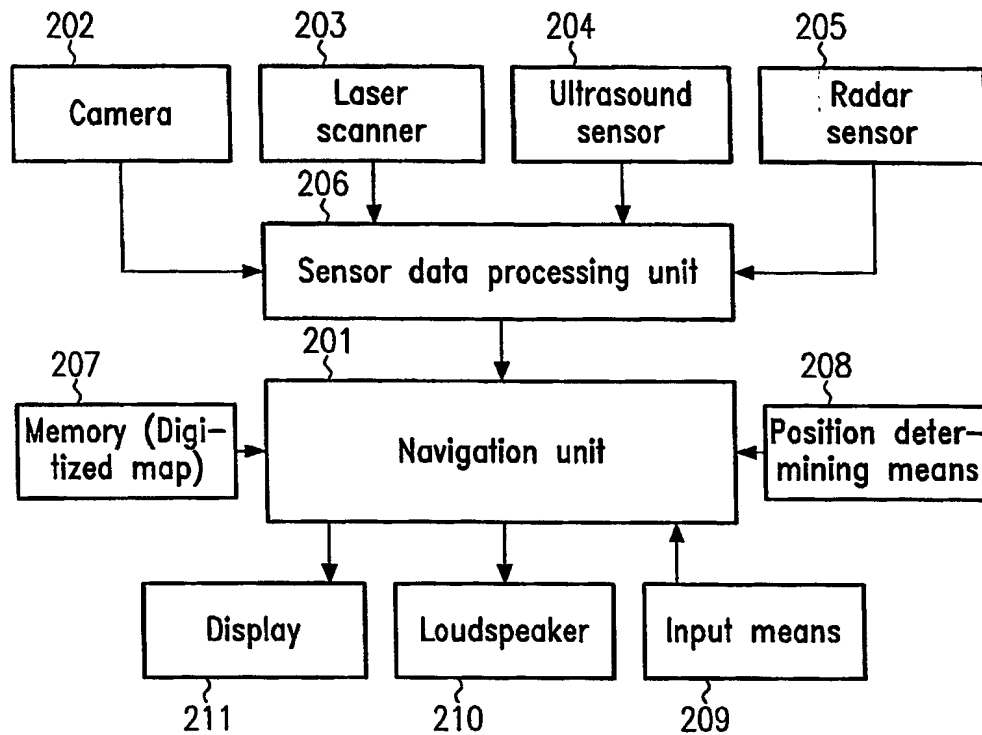 202
203
204
205
Camera
Laser
scanner
Ultrasound
sensor
Radar
sensor
206
Sensor data processing unit
201
207
208
Memory (Digi-
tized map)
Navigation unit
Position deter-
mining means
Display
Loudspeaker
Input means
211
210
209